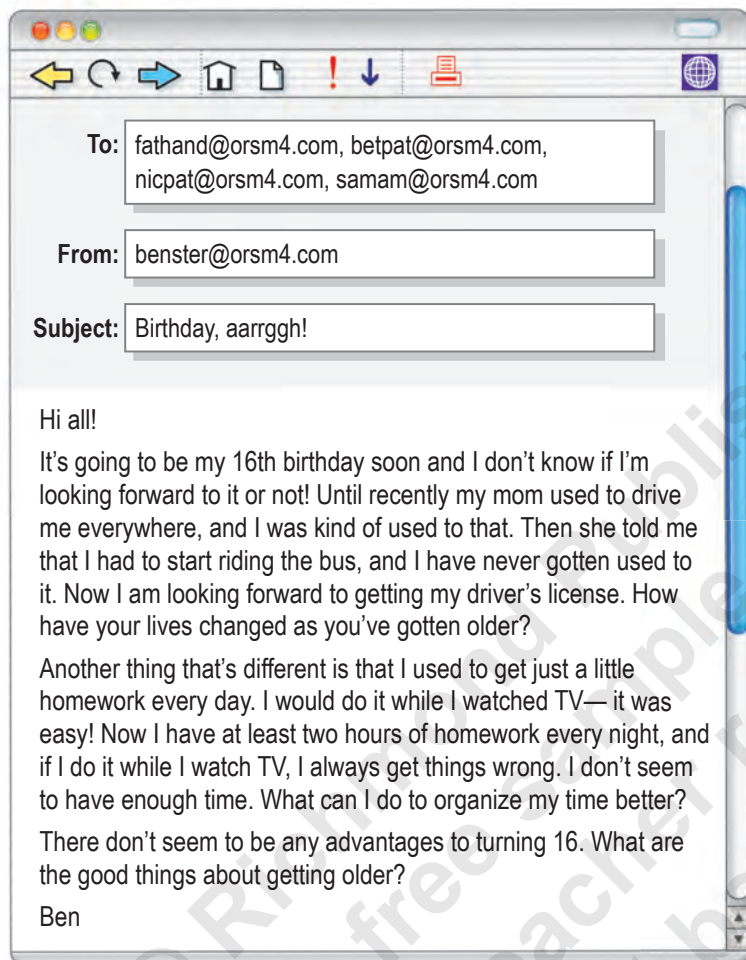 To: fathand@orsm4.com, betpat@orsm4.com,
nicpat@orsm4.com, samam@orsm4.com
From: benster@orsm4.com
Subject: Birthday, aarrggh!
Hi all!
It's going to be my 16th birthday soon and I don't know if I'm
looking forward to it or not! Until recently my mom used to drive
me everywhere, and I was kind of used to that. Then she told me
that I had to start riding the bus, and I have never gotten used to
it. Now I am looking forward to getting my driver's license. How
have your lives changed as you've gotten older?
Another thing that's different is that I used to get just a little
homework every day. I would do it while I watched TV— it was
easy! Now I have at least two hours of homework every night, and
if I do it while I watch TV, I always get things wrong. I don't seem
to have enough time. What can I do to organize my time better?
There don't seem to be any advantages to turning 16. What are
the good things about getting older?
Ben
© Richmond Publis
free sample